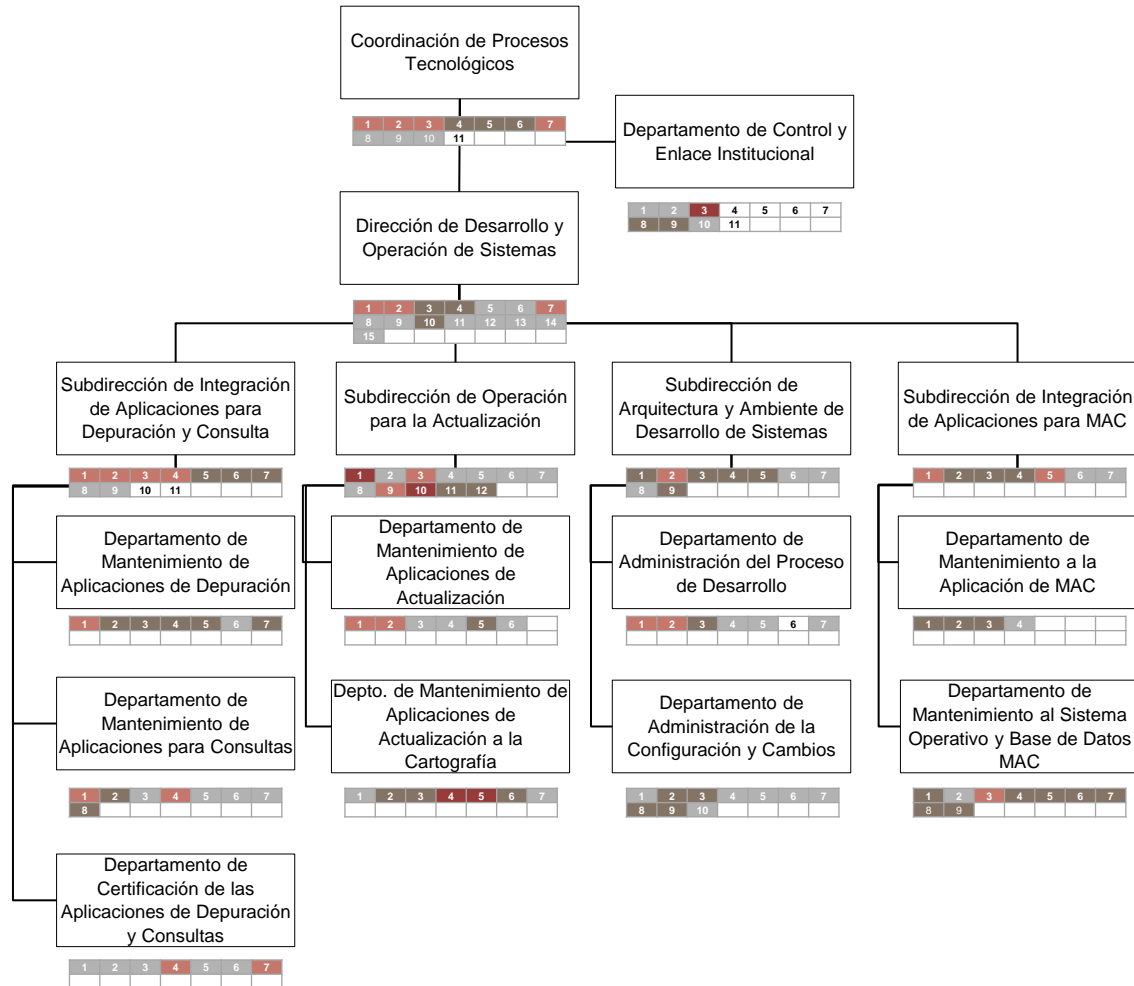 Coordinación de Procesos
Tecnológicos
1 2 3 4 5 6 7
8 9 10 11
Departamento de Control y
Enlace Institucional
1 2 3 4 5 6 7
8 9 10 11
Dirección de Desarrollo y
Operación de Sistemas
1 2 3 4 5 6 7
8 9 10 11 12 13 14
15
Subdirección de Integración
de Aplicaciones para
Depuración y Consulta
1 2 3 4 5 6 7
8 9 10 11
Subdirección de Operación
para la Actualización
1 2 3 4 5 6 7
8 9 10 11 12
Subdirección de
Arquitectura y Ambiente de
Desarrollo de Sistemas
1 2 3 4 5 6 7
8 9
Subdirección de Integración
de Aplicaciones para MAC
1 2 3 4 5 6 7
Departamento de
Mantenimiento de
Aplicaciones de Depuración
1 2 3 4 5 6 7
Departamento de
Mantenimiento de
Aplicaciones de
Actualización
1 2 3 4 5 6
Departamento de
Administración del Proceso
de Desarrollo
1 2 3 4 5 6 7
Departamento de
Mantenimiento a la
Aplicación de MAC
1 2 3 4
Departamento de
Mantenimiento de
Aplicaciones para Consultas
1 2 3 4 5 6 7
8
Depto. de Mantenimiento de
Aplicaciones de
Actualización a la
Cartografía
1 2 3 4 5 6 7
Departamento de
Administración de la
Configuración y Cambios
1 2 3 4 5 6 7
8 9 10
Departamento de
Mantenimiento al Sistema
Operativo y Base de Datos
MAC
1 2 3 4 5 6 7
8 9
Departamento de
Certificación de las
Aplicaciones de Depuración
y Consultas
1 2 3 4 5 6 7